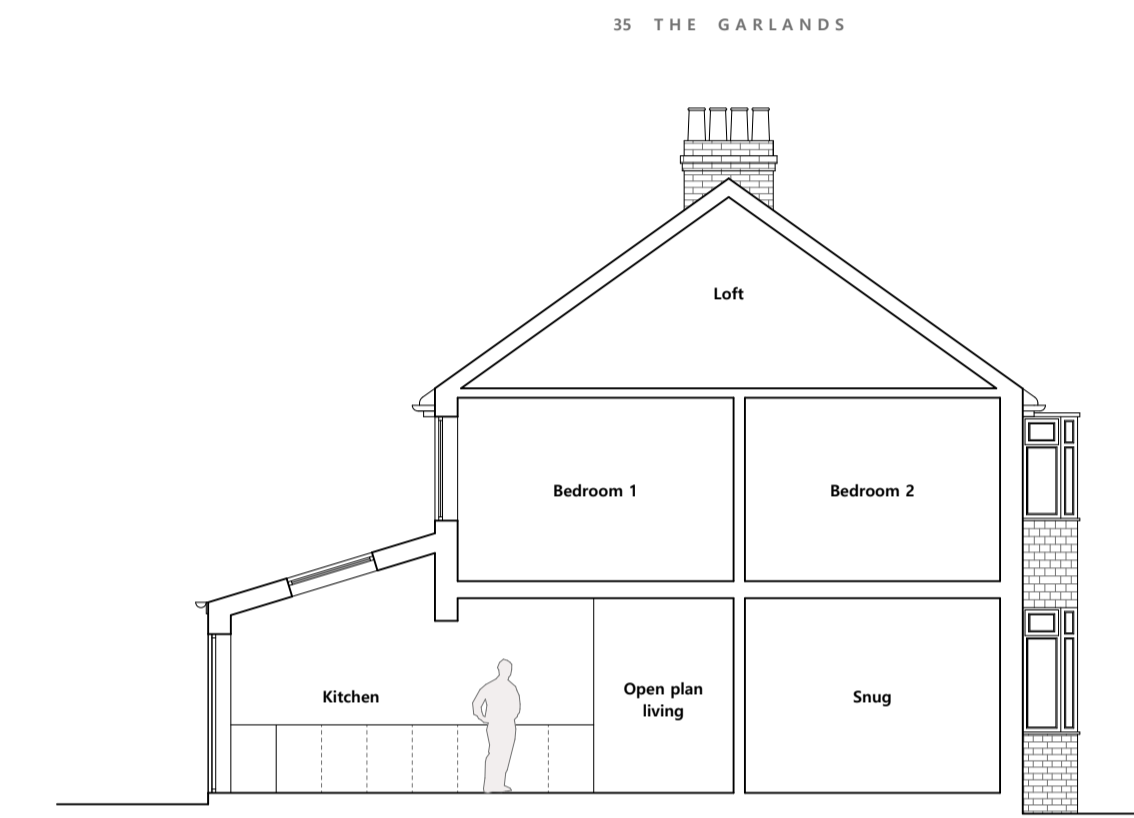 35 THE GARLANDS
Loft
Bedroom 1
Bedroom 2
Kitchen
Open plan
living
Snug